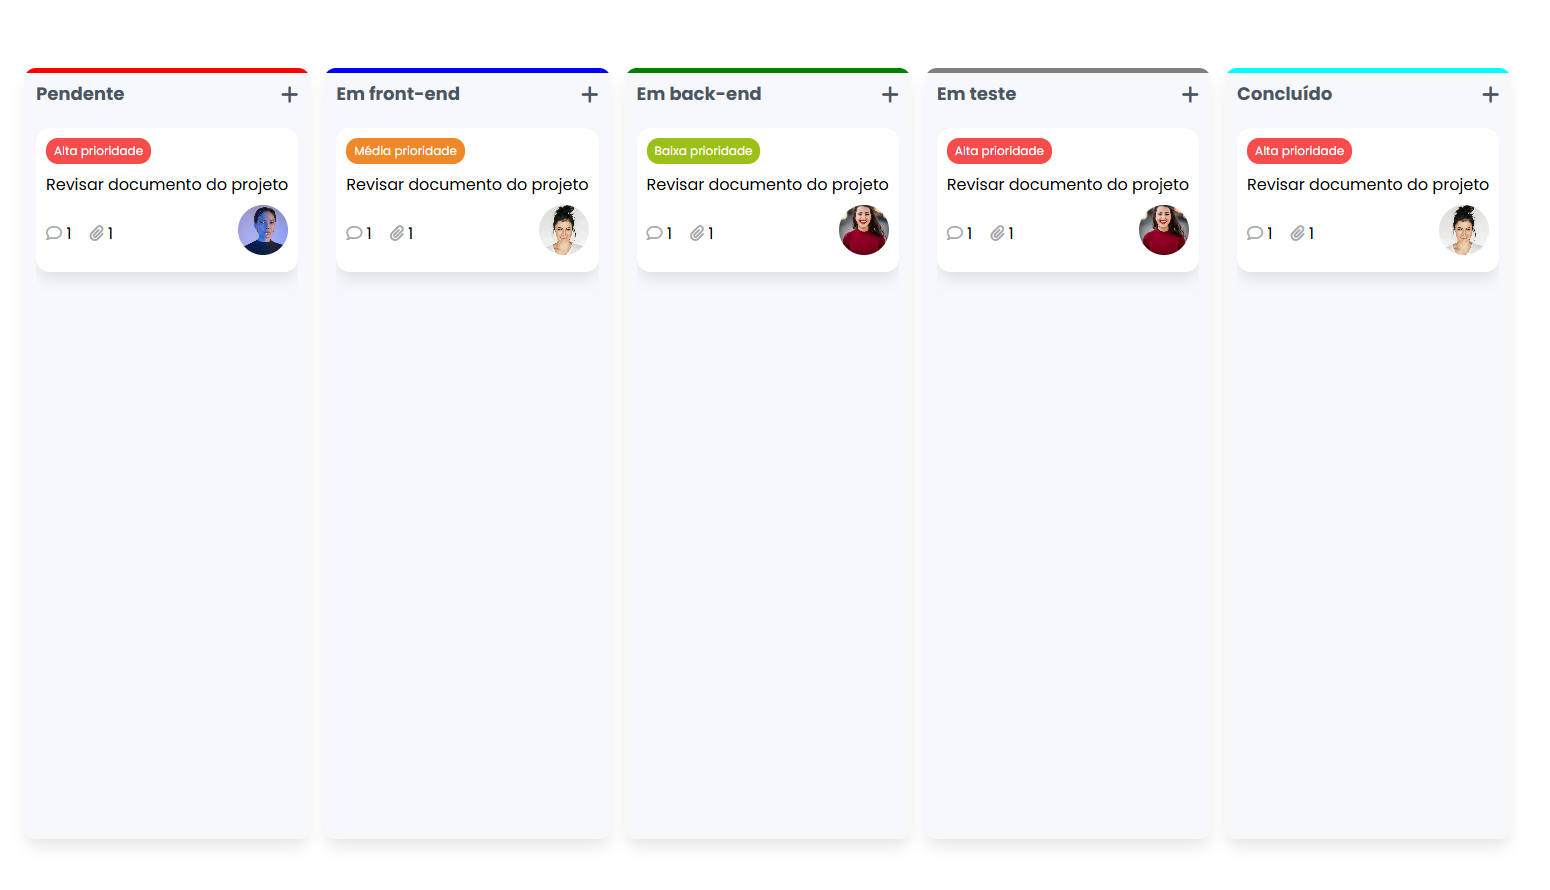 Pendente
Alta prioridade
Revisar documento do projeto
1 1
Em front-end
Média prioridade
Revisar documento do projeto
1 1
Em back-end
Baixa prioridade
Revisar documento do projeto
1 1
Em teste
Alta prioridade
Revisar documento do projeto
1 1
Concluído
Alta prioridade
Revisar documento do projeto
1 1